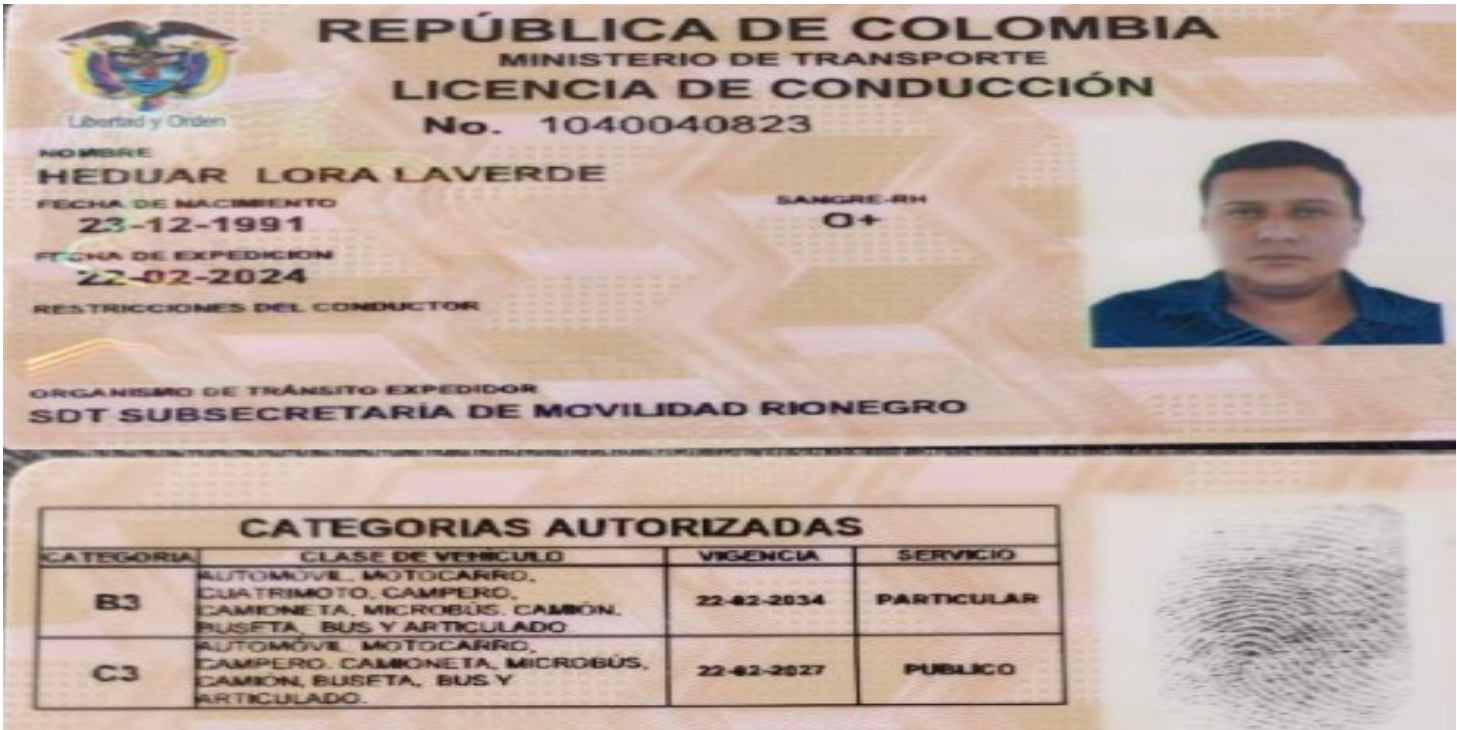 REPÚBLICA DE COLOMBIA
MINISTERIO DE TRANSPORTE
LICENCIA DE CONDUCCIÓN
Libertad y Orden
No. 1040040823
NOMBRE
HEDUAR LORA LAVERDE
FECHA DE NACIMIENTO
23-12-1991
SANGRE-RH
O+
FECHA DE EXPEDICION
22-02-2024
RESTRICCIONES DEL CONDUCTOR
ORGANISMO DE TRÁNSITO EXPEDIDOR
SDT SUBSECRETARÍA DE MOVILIDAD RIONEGRO
CATEGORIAS AUTORIZADAS
CATEGORIA CLASE DE VEHICULO VIGENCIA SERVICIO
AUTOMÓVIL, MOTOCARRO,
CUATRIMOTO, CAMPERO,
B3 CAMIONETA, MICROBÚS, CAMIÓN, 22-02-2034 PARTICULAR
BUSETA, BUS Y ARTICULADO
AUTOMÓVIL, MOTOCARRO,
CAMPERO, CAMIONETA, MICROBÚS,
C3 CAMIÓN, BUSETA, BUS Y 22-02-2027 PUBLICO
ARTICULADO.